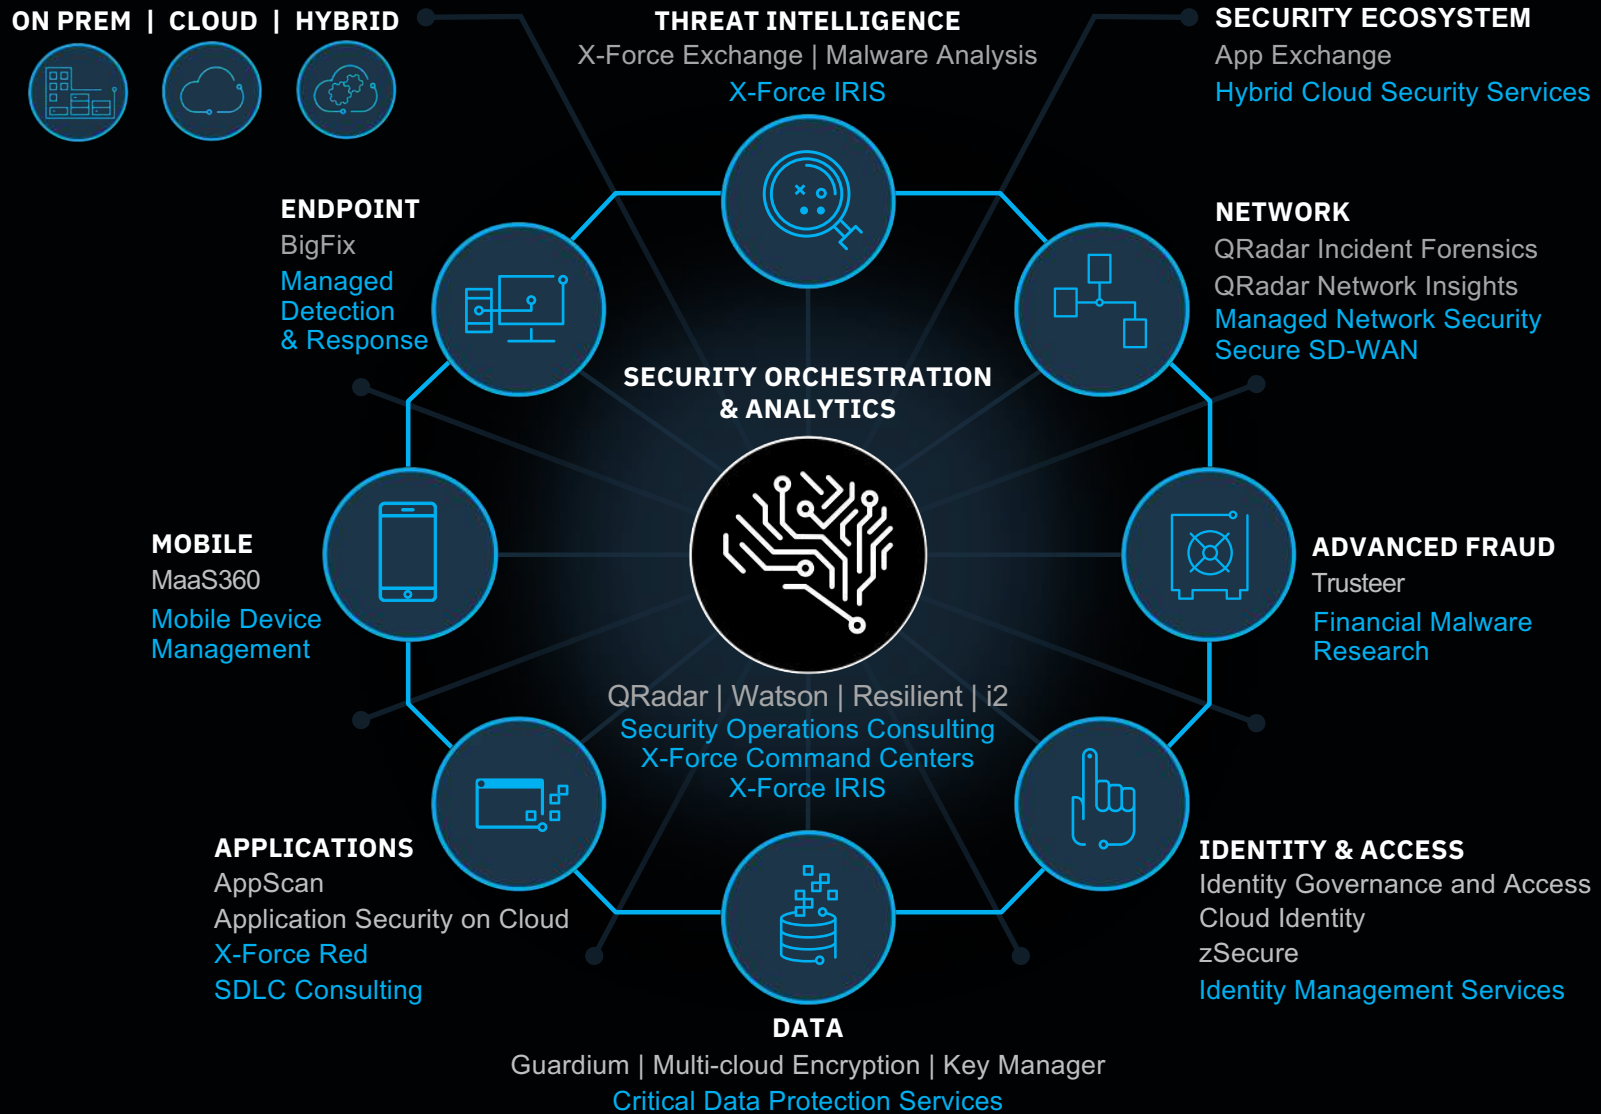 ON PREM | CLOUD | HYBRID
THREAT INTELLIGENCE
X-Force Exchange | Malware Analysis
X-Force IRIS
SECURITY ECOSYSTEM
App Exchange
Hybrid Cloud Security Services
ENDPOINT
BigFix
Managed
Detection
& Response
NETWORK
QRadar Incident Forensics
QRadar Network Insights
Managed Network Security
Secure SD-WAN
SECURITY ORCHESTRATION
& ANALYTICS
QRadar | Watson | Resilient | i2
Security Operations Consulting
X-Force Command Centers
X-Force IRIS
MOBILE
MaaS360
Mobile Device
Management
ADVANCED FRAUD
Trusteer
Financial Malware
Research
APPLICATIONS
AppScan
Application Security on Cloud
X-Force Red
SDLC Consulting
IDENTITY & ACCESS
Identity Governance and Access
Cloud Identity
zSecure
Identity Management Services
DATA
Guardium | Multi-cloud Encryption | Key Manager
Critical Data Protection Services